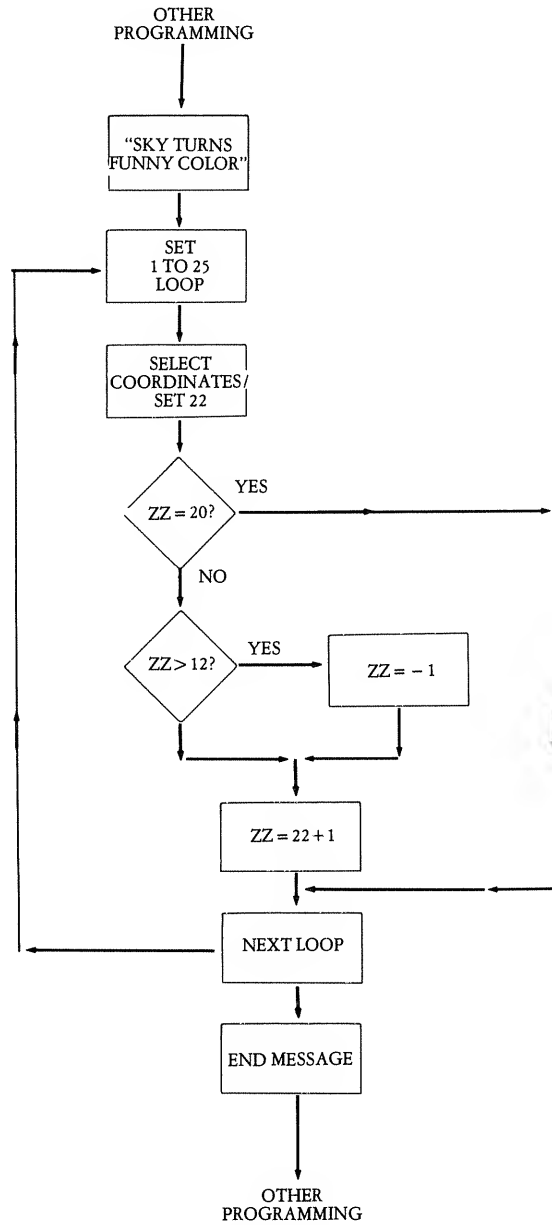 OTHER
PROGRAMMING
“SKY TURNS
FUNNY COLOR”
SET
1 TO 25
LOOP
SELECT
COORDINATES/
SET 22
YES
ZZ = 20?
NO
YES
ZZ > 12?
ZZ = – 1
ZZ = 22 + 1
NEXT LOOP
END MESSAGE
OTHER
PROGRAMMING